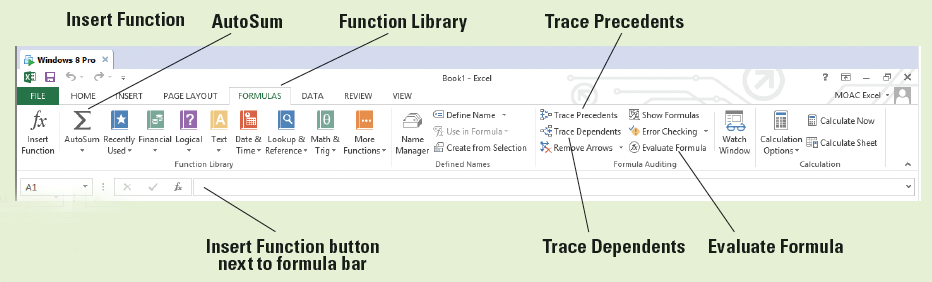 Insert Function AutoSum Function Library Trace Precedents
Windows 8 Pro ×
Book1 - Excel
FILE HOME INSERT PAGE LAYOUT FORMULAS DATA REVIEW VIEW MOAC Excel
fx Insert Function
Σ AutoSum
Recently Used
Financial
Logical
Text
Date & Time
Lookup & Reference
Math & Trig
More Functions
Function Library
Name Manager
Define Name
Use in Formula
Create from Selection
Defined Names
Trace Precedents
Trace Dependents
Remove Arrows
Show Formulas
Error Checking
Evaluate Formula
Formula Auditing
Watch Window
Calculation Options
Calculate Now
Calculate Sheet
Calculation
A1 fx
Insert Function button
next to formula bar
Trace Dependents Evaluate Formula